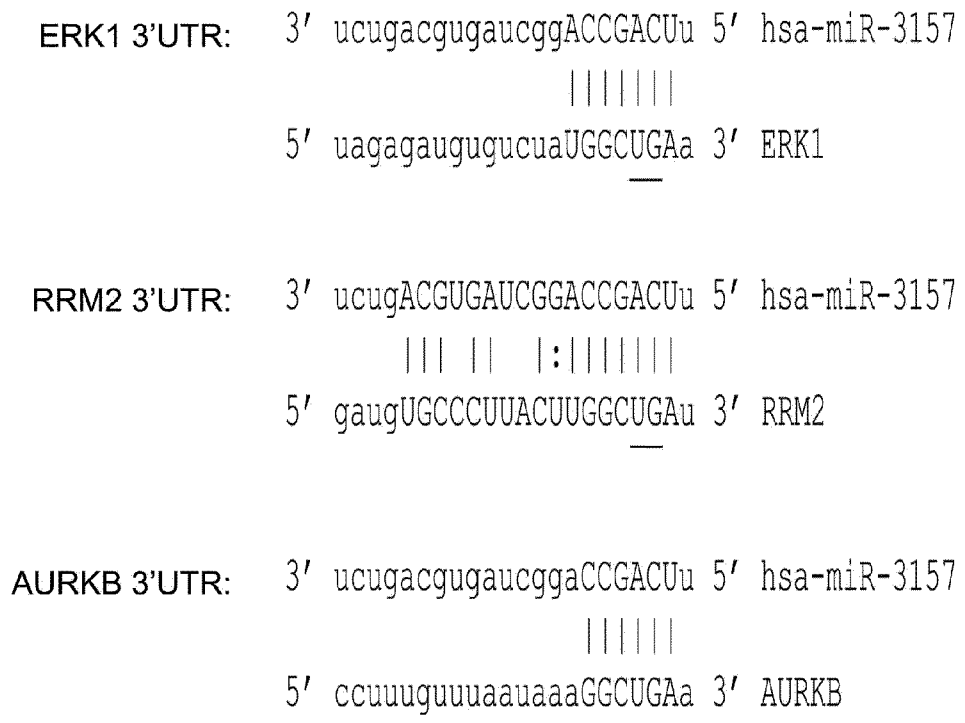 ERK1 3'UTR: 3' ucugacgugaucggACCGACUu 5' hsa-miR-3157
|||||||
5' uagagaugugucuaUGGCUGAa 3' ERK1
RRM2 3'UTR: 3' ucugACGUGAUCGGACCGACUu 5' hsa-miR-3157
||| || |:|||||||
5' gaugUGCCCUUACUUGGCUGAu 3' RRM2
AURKB 3'UTR: 3' ucugacgugaucggaCCGACUu 5' hsa-miR-3157
||||||
5' ccuuuguuuaauaaaGGCUGAa 3' AURKB